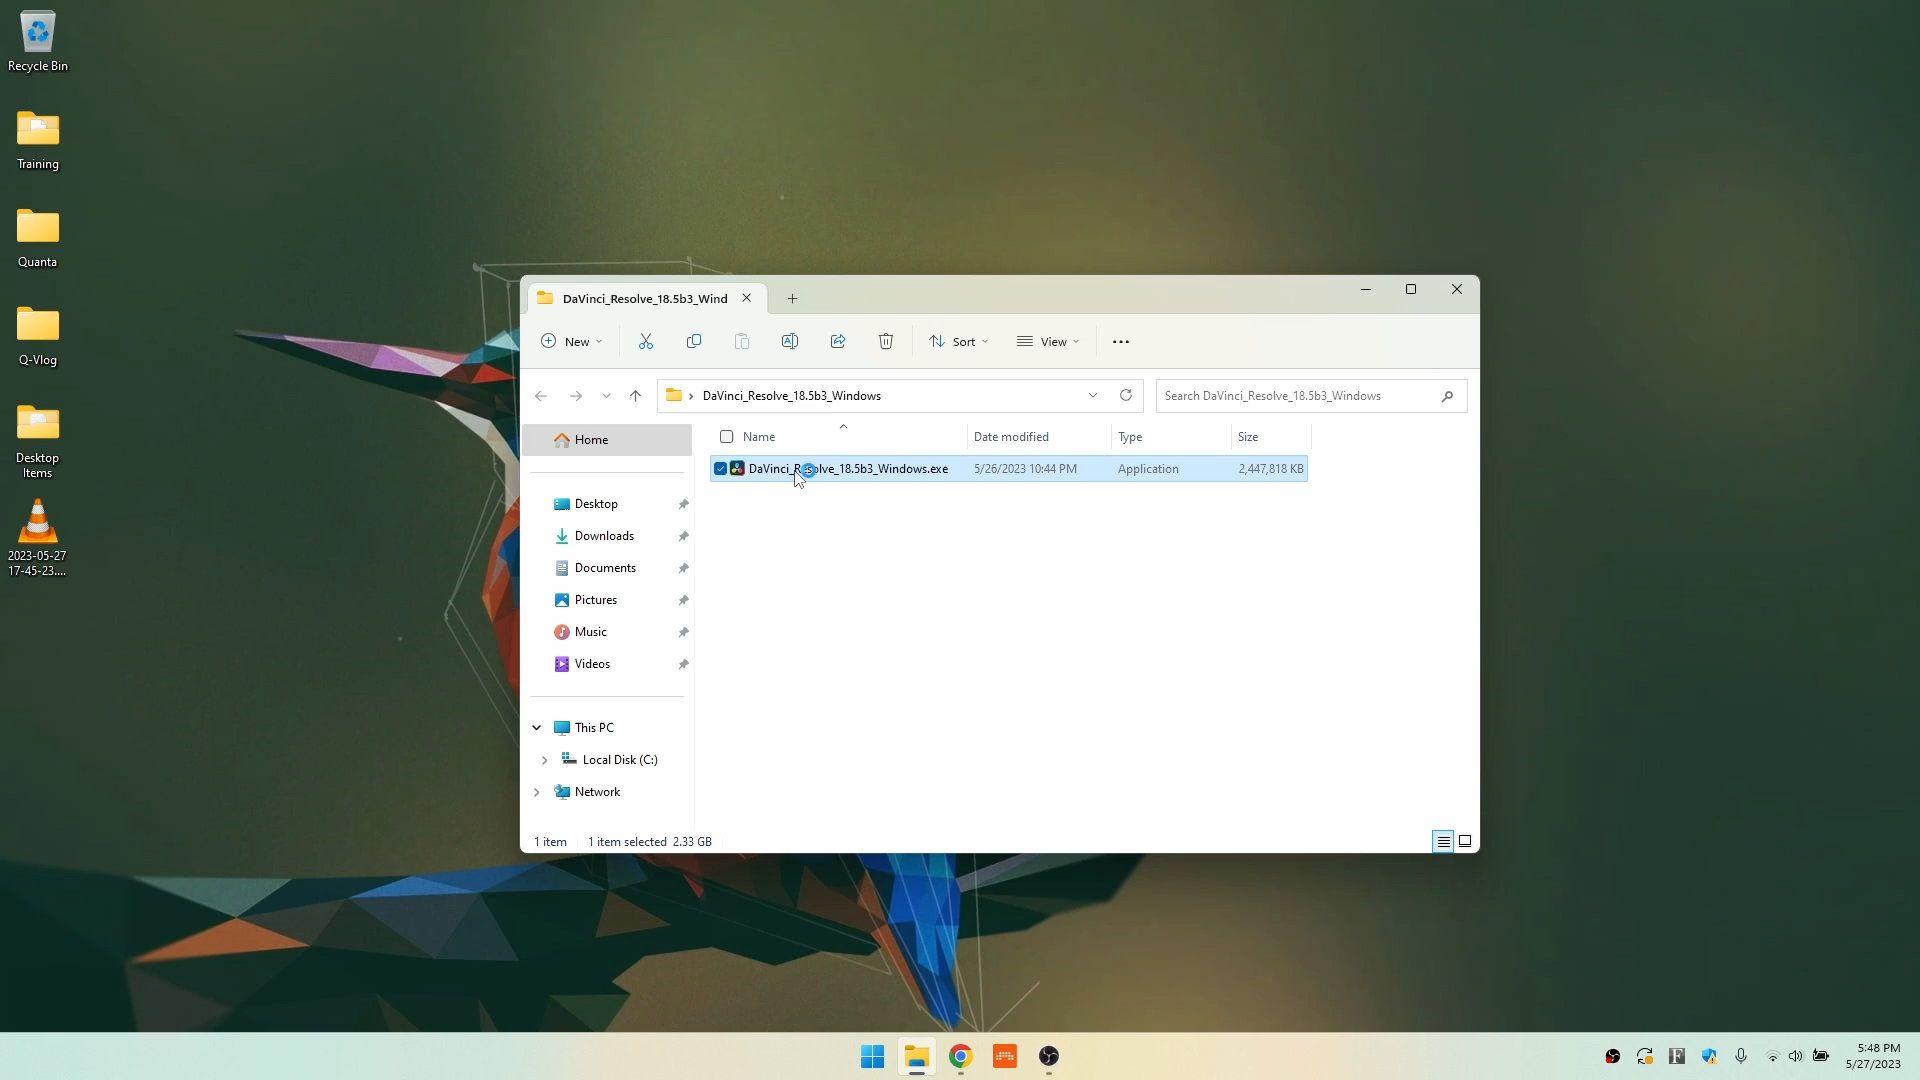 Recycle Bin
Training
Quanta
Q-Vlog
Desktop
Items
2023-05-27
17-45-23....
DaVinci_Resolve_18.5b3_Wind
New
Sort
View
DaVinci_Resolve_18.5b3_Windows
Search DaVinci_Resolve_18.5b3_Windows
Home
Desktop
Downloads
Documents
Pictures
Music
Videos
This PC
Local Disk (C:)
Network
Name Date modified Type Size
DaVinci_Resolve_18.5b3_Windows.exe 5/26/2023 10:44 PM Application 2,447,818 KB
1 item 1 item selected 2.33 GB
5:48 PM
5/27/2023